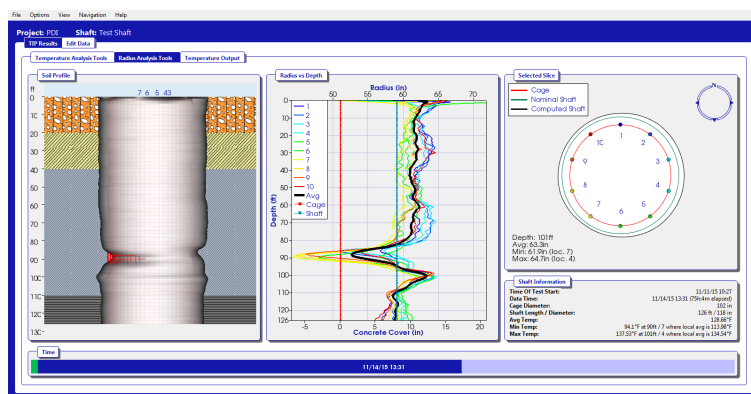 File Options View Navigation Help
Project: PDI Shaft: Test Shaft
TIP Results Edit Data
Temperature Analysis Tools Radius Analysis Tools Temperature Output
Soil Profile
ft
7 6 5 43
0
10
20
30
40
50
60
70
80
90
100
110
120
130
Radius vs Depth
Radius (in)
50 55 60 65 70
Depth (ft)
0
10
20
30
40
50
60
70
80
90
100
110
120
126
1
2
3
4
5
6
7
8
9
10
Avg
Cage
Shaft
-5 0 5 10 15 20
Concrete Cover (in)
Selected Slice
Cage
Nominal Shaft
Computed Shaft
N
1
2
3
4
5
6
7
8
9
10
Depth: 101ft
Avg: 63.3in
Min: 61.9in (loc. 7)
Max: 64.7in (loc. 4)
Shaft Information
Time Of Test Start: 11/11/15 10:27
Data Time: 11/14/15 13:31 (75h:4m elapsed)
Cage Diameter: 102 in
Shaft Length / Diameter: 126 ft / 118 in
Avg Temp: 128.66°F
Min Temp: 94.1°F at 90ft / 7 where local avg is 113.98°F
Max Temp: 137.53°F at 101ft / 4 where local avg is 134.54°F
Time
11/14/15 13:31